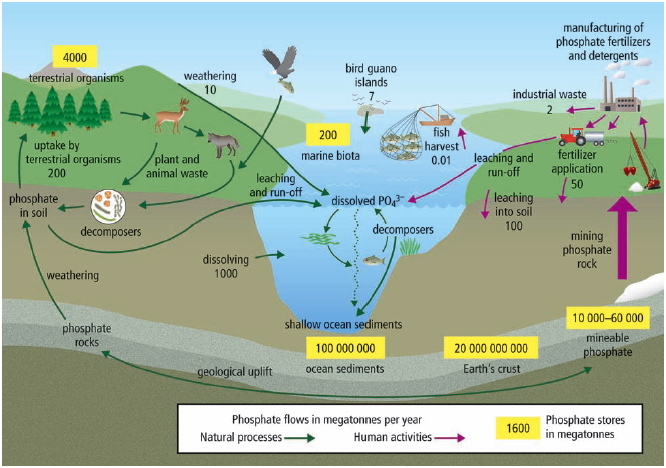 manufacturing of
phosphate fertilizers
and detergents
4000
terrestrial organisms
weathering
10
bird guano
islands
7
industrial waste
2
200
marine biota
fish
harvest
0.01
uptake by
terrestrial organisms
200
plant and
animal waste
leaching
and run-off
leaching and
run-off
fertilizer
application
50
phosphate
in soil
decomposers
dissolved PO₄³⁻
decomposers
leaching
into soil
100
mining
phosphate
rock
dissolving
1000
weathering
phosphate
rocks
shallow ocean sediments
100 000 000
ocean sediments
20 000 000 000
Earth's crust
10 000–60 000
mineable
phosphate
geological uplift
Phosphate flows in megatonnes per year
Natural processes
Human activities
1600
Phosphate stores
in megatonnes